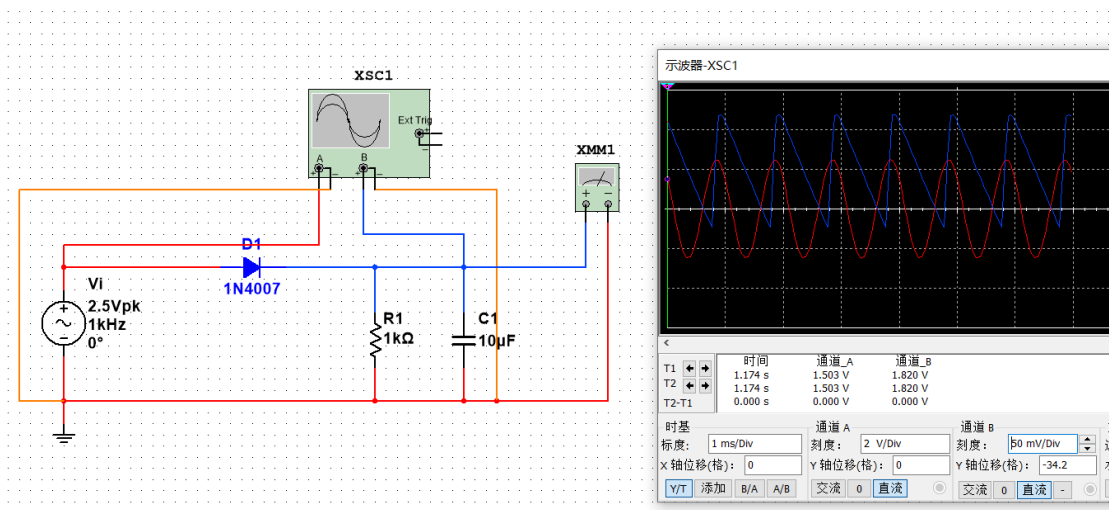 XSC1
Ext Trig
A
B
XMM1
D1
1N4007
Vi
2.5Vpk
1kHz
0°
R1
1kΩ
C1
10µF
示波器-XSC1
时间 通道_A 通道_B
T1 1.174 s 1.503 V 1.820 V
T2 1.174 s 1.503 V 1.820 V
T2-T1 0.000 s 0.000 V 0.000 V
时基 通道 A 通道 B
标度: 1 ms/Div 刻度: 2 V/Div 刻度: 50 mV/Div
X 轴位移(格): 0 Y 轴位移(格): 0 Y 轴位移(格): -34.2
Y/T 添加 B/A A/B 交流 0 直流 交流 0 直流 -